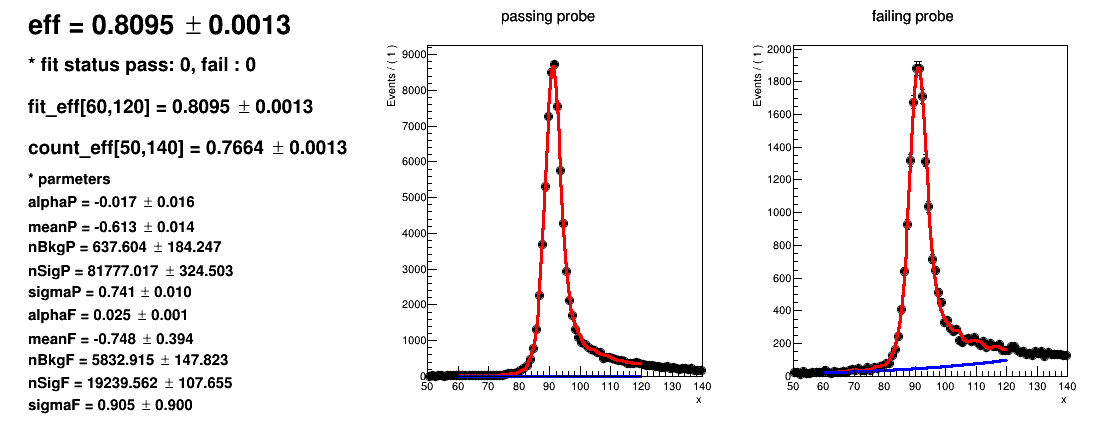 eff = 0.8095 ± 0.0013
* fit status pass: 0, fail : 0
fit_eff[60,120] = 0.8095 ± 0.0013
count_eff[50,140] = 0.7664 ± 0.0013
* parmeters
alphaP = -0.017 ± 0.016
meanP = -0.613 ± 0.014
nBkgP = 637.604 ± 184.247
nSigP = 81777.017 ± 324.503
sigmaP = 0.741 ± 0.010
alphaF = 0.025 ± 0.001
meanF = -0.748 ± 0.394
nBkgF = 5832.915 ± 147.823
nSigF = 19239.562 ± 107.655
sigmaF = 0.905 ± 0.900
passing probe
Events / ( 1 )
9000
8000
7000
6000
5000
4000
3000
2000
1000
0
50 60 70 80 90 100 110 120 130 140
x
failing probe
Events / ( 1 )
2000
1800
1600
1400
1200
1000
800
600
400
200
0
50 60 70 80 90 100 110 120 130 140
x